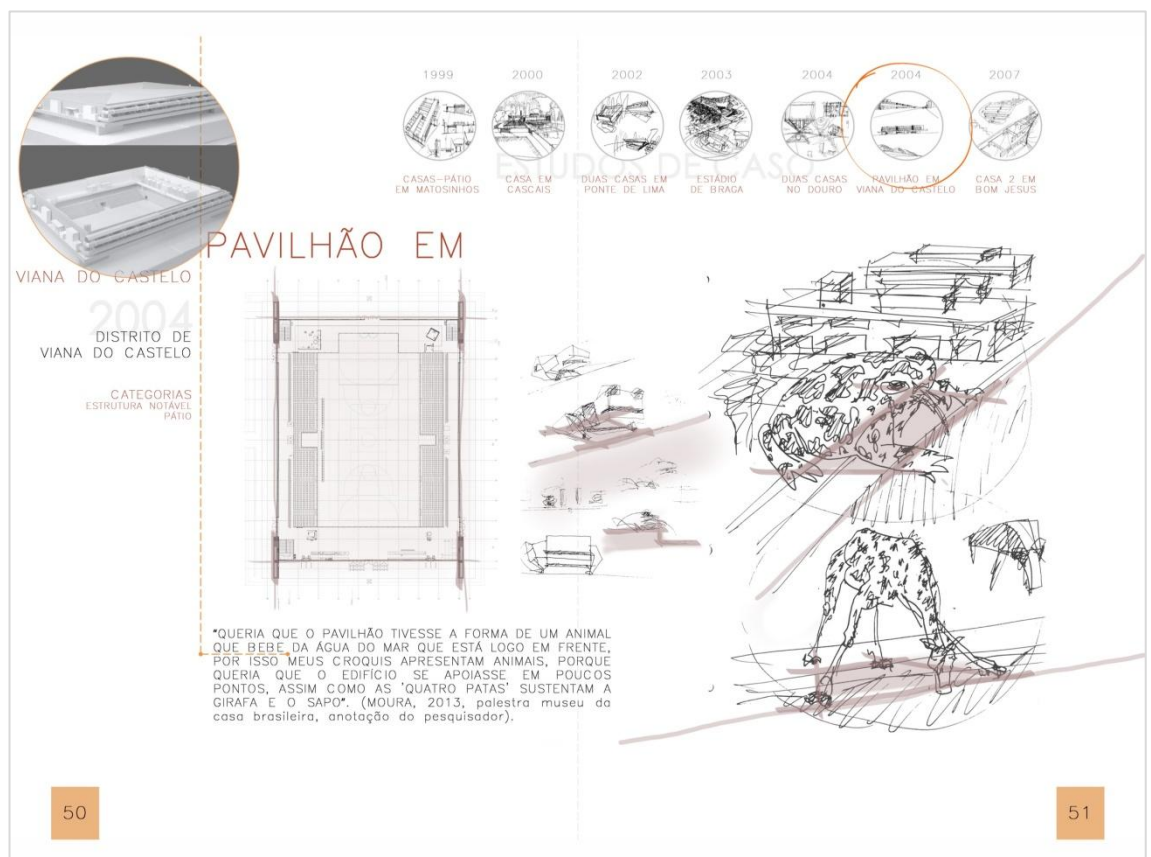 1999
2000
2002
2003
2004
2004
2007
ESTUDOS DE CASO
CASAS-PÁTIO
EM MATOSINHOS
CASA EM
CASCAIS
DUAS CASAS EM
PONTE DE LIMA
ESTÁDIO
DE BRAGA
DUAS CASAS
NO DOURO
PAVILHÃO EM
VIANA DO CASTELO
CASA 2 EM
BOM JESUS
PAVILHÃO EM
VIANA DO CASTELO
2004
DISTRITO DE
VIANA DO CASTELO
CATEGORIAS
ESTRUTURA NOTÁVEL
PÁTIO
"QUERIA QUE O PAVILHÃO TIVESSE A FORMA DE UM ANIMAL
QUE BEBE DA ÁGUA DO MAR QUE ESTÁ LOGO EM FRENTE,
POR ISSO MEUS CROQUIS APRESENTAM ANIMAIS, PORQUE
QUERIA QUE O EDIFÍCIO SE APOIASSE EM POUCOS
PONTOS, ASSIM COMO AS 'QUATRO PATAS' SUSTENTAM A
GIRAFA E O SAPO". (MOURA, 2013, palestra museu da
casa brasileira, anotação do pesquisador).
50
51